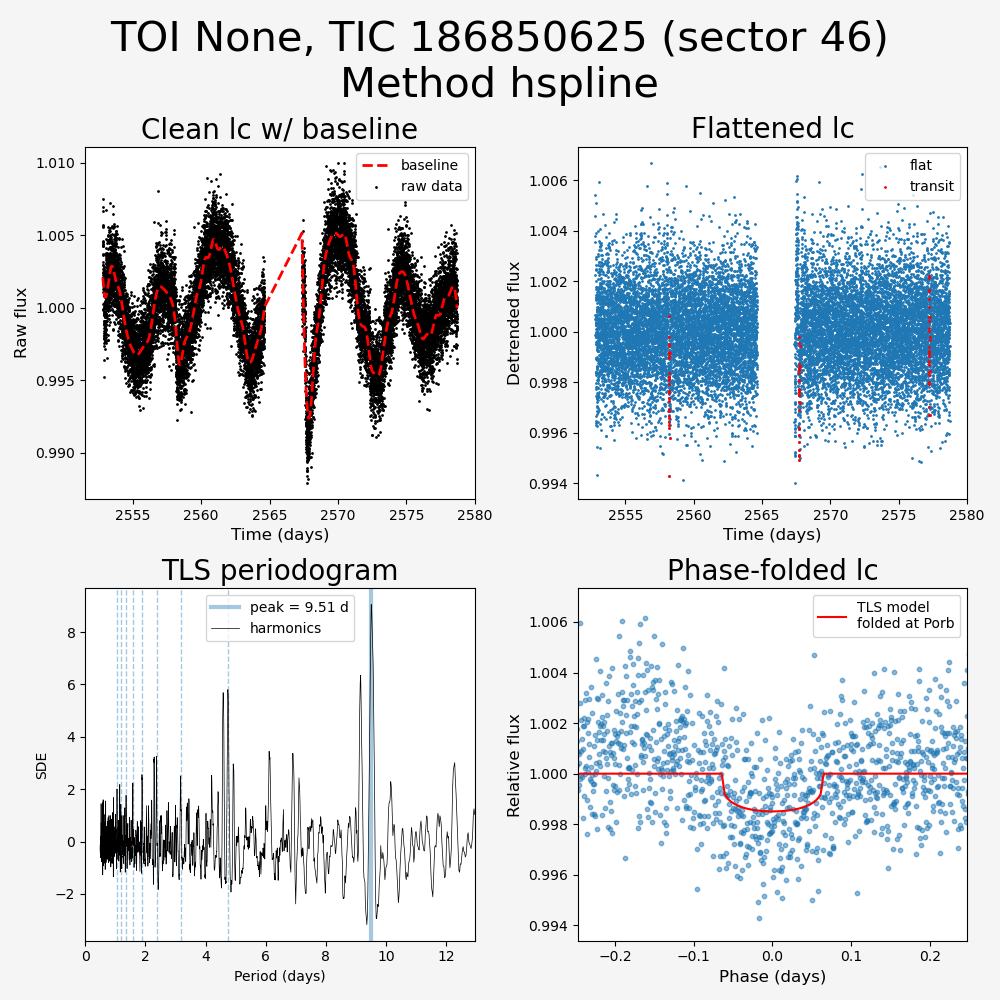 TOI None, TIC 186850625 (sector 46)
Method hspline
Clean lc w/ baseline
Flattened lc
1.010
1.005
1.000
0.995
0.990
Raw flux
baseline
raw data
2555
2560
2565
2570
2575
2580
Time (days)
1.006
1.004
1.002
1.000
0.998
0.996
0.994
Detrended flux
flat
transit
2555
2560
2565
2570
2575
2580
Time (days)
TLS periodogram
Phase-folded lc
8
6
4
2
0
−2
SDE
peak = 9.51 d
harmonics
0
2
4
6
8
10
12
Period (days)
1.006
1.004
1.002
1.000
0.998
0.996
0.994
Relative flux
TLS model
folded at Porb
−0.2
−0.1
0.0
0.1
0.2
Phase (days)